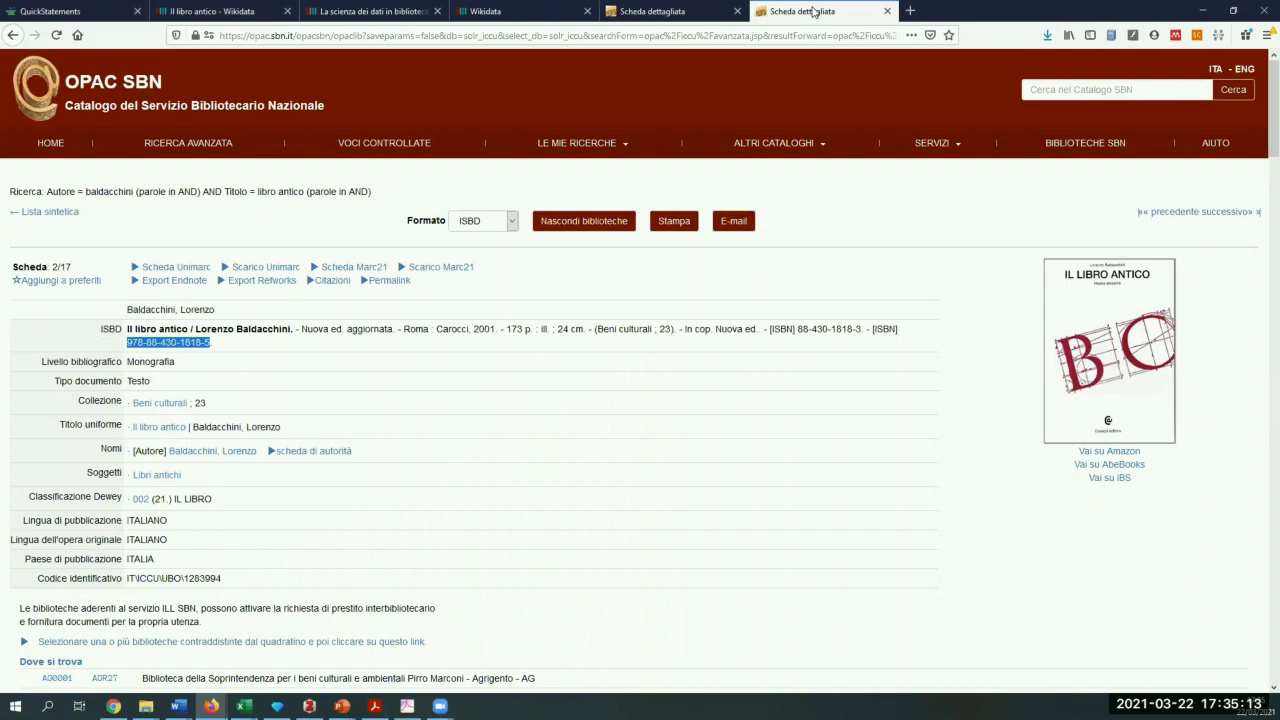 QuickStatements
Il libro antico - Wikidata
La scienza dei dati in bibliotec
Wikidata
Scheda dettagliata
Scheda dettagliata
https://opac.sbn.it/opacsbn/opaclib?saveparams=false&db=solr_iccu&select_db=solr_iccu&searchForm=opac%2Ficcu%2Favanzata.jsp&resultForward=opac%2Ficcu%2F
OPAC SBN
Catalogo del Servizio Bibliotecario Nazionale
ITA - ENG
Cerca nel Catalogo SBN
Cerca
HOME
RICERCA AVANZATA
VOCI CONTROLLATE
LE MIE RICERCHE
ALTRI CATALOGHI
SERVIZI
BIBLIOTECHE SBN
AIUTO
Ricerca: Autore = baldacchini (parole in AND) AND Titolo = libro antico (parole in AND)
← Lista sintetica
Formato ISBD
Nascondi biblioteche
Stampa
E-mail
|«« precedente successivo» »|
Scheda: 2/17
☆Aggiungi a preferiti
▶ Scheda Unimarc ▶ Scarico Unimarc ▶ Scheda Marc21 ▶ Scarico Marc21
▶ Export Endnote ▶ Export Refworks ▶Citazioni ▶Permalink
Baldacchini, Lorenzo
ISBD Il libro antico / Lorenzo Baldacchini. - Nuova ed. aggiornata. - Roma : Carocci, 2001. - 173 p. : ill. ; 24 cm. - (Beni culturali ; 23). - In cop. Nuova ed.. - [ISBN] 88-430-1818-3. - [ISBN]
978-88-430-1818-5.
Livello bibliografico Monografia
Tipo documento Testo
Collezione · Beni culturali ; 23
Titolo uniforme · Il libro antico | Baldacchini, Lorenzo
Nomi · [Autore] Baldacchini, Lorenzo ▶scheda di autorità
Soggetti · Libri antichi
Classificazione Dewey · 002 (21.) IL LIBRO
Lingua di pubblicazione ITALIANO
Lingua dell'opera originale ITALIANO
Paese di pubblicazione ITALIA
Codice identificativo IT\ICCU\UBO\1283994
Lorenzo Baldacchini
IL LIBRO ANTICO
Nuova edizione
BO
Carocci editore
Vai su Amazon
Vai su AbeBooks
Vai su IBS
Le biblioteche aderenti al servizio ILL SBN, possono attivare la richiesta di prestito interbibliotecario
e fornitura documenti per la propria utenza.
▶ Selezionare una o più biblioteche contraddistinte dal quadratino e poi cliccare su questo link.
Dove si trova
AG0001 AGR27 Biblioteca della Soprintendenza per i beni culturali e ambientali Pirro Marconi - Agrigento - AG
2021-03-22 17:35:13
22/03/2021